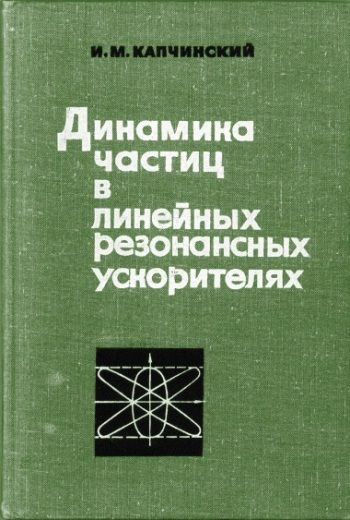 И.М. КАПЧИНСКИЙ
Динамика
частиц
в
линейных
резонансных
ускорителях